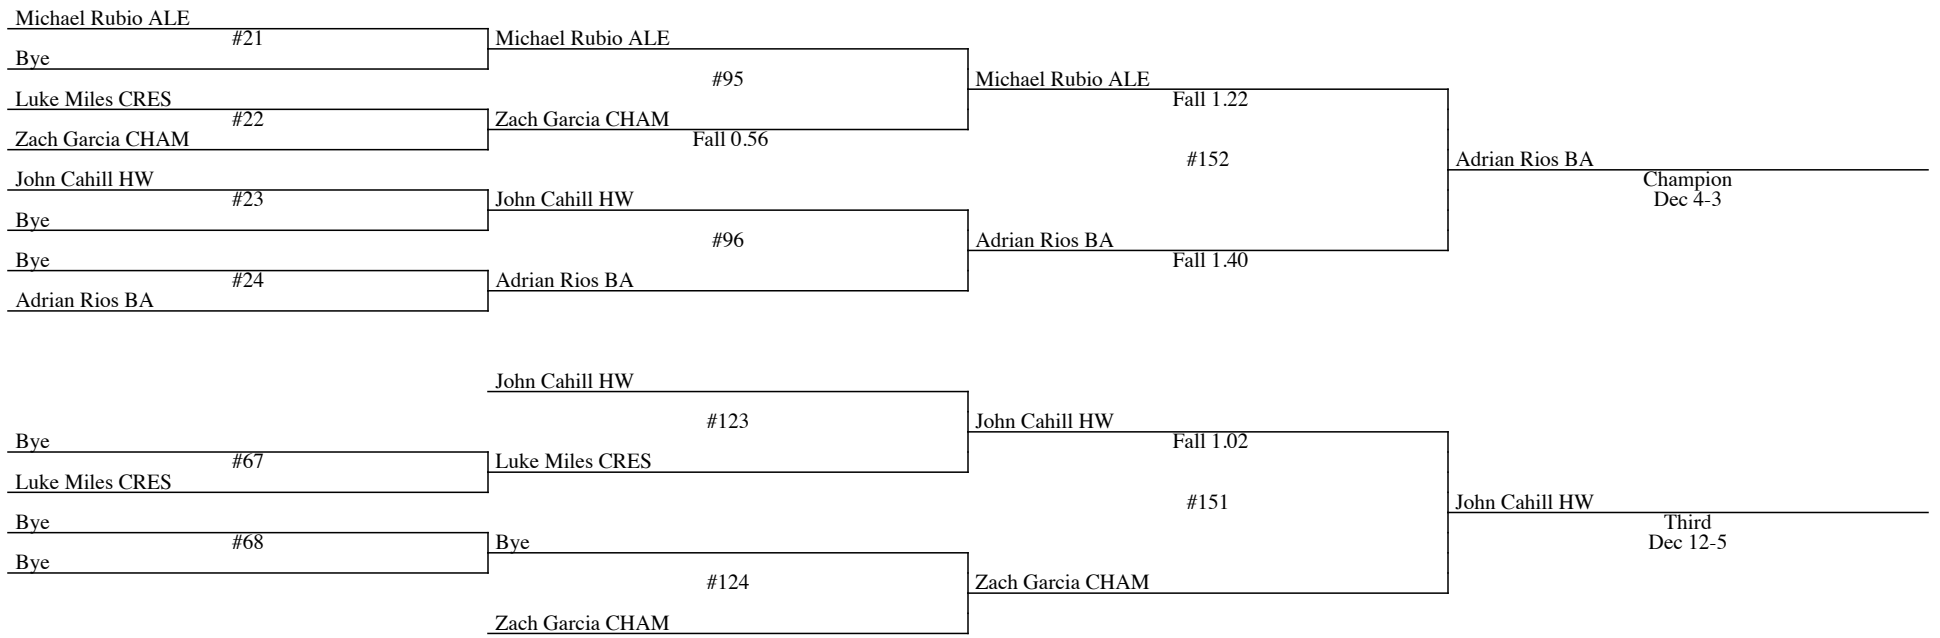 Michael Rubio ALE
#21
Michael Rubio ALE
Bye
#95
Michael Rubio ALE
Luke Miles CRES
Fall 1.22
#22
Zach Garcia CHAM
Zach Garcia CHAM
Fall 0.56
#152
Adrian Rios BA
John Cahill HW
Champion
#23
John Cahill HW
Dec 4-3
Bye
#96
Adrian Rios BA
Bye
Fall 1.40
#24
Adrian Rios BA
Adrian Rios BA
John Cahill HW
#123
John Cahill HW
Bye
Fall 1.02
#67
Luke Miles CRES
Luke Miles CRES
#151
John Cahill HW
Bye
Third
#68
Bye
Dec 12-5
Bye
#124
Zach Garcia CHAM
Zach Garcia CHAM